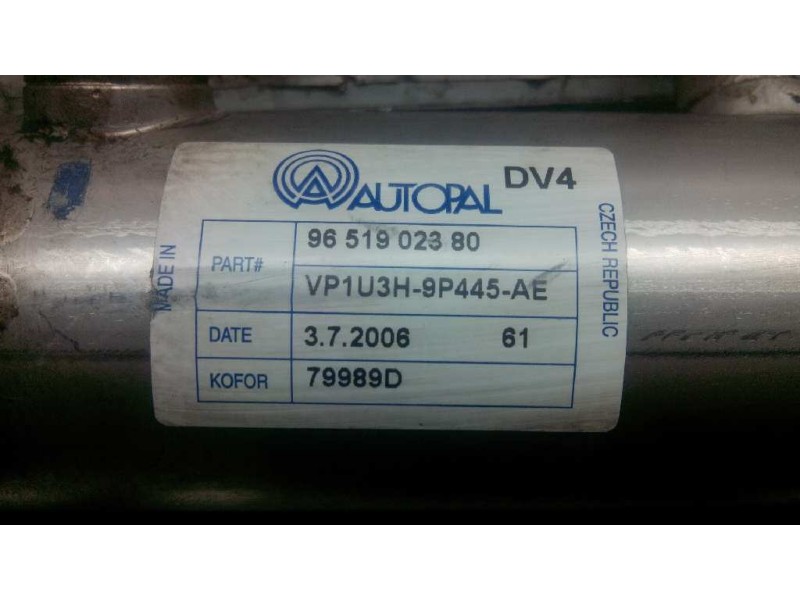 AUTOPAL DV4
MADE IN
CZECH REPUBLIC
PART# 96 519 023 80
VP1U3H-9P445-AE
DATE 3.7.2006 61
KOFOR 79989D